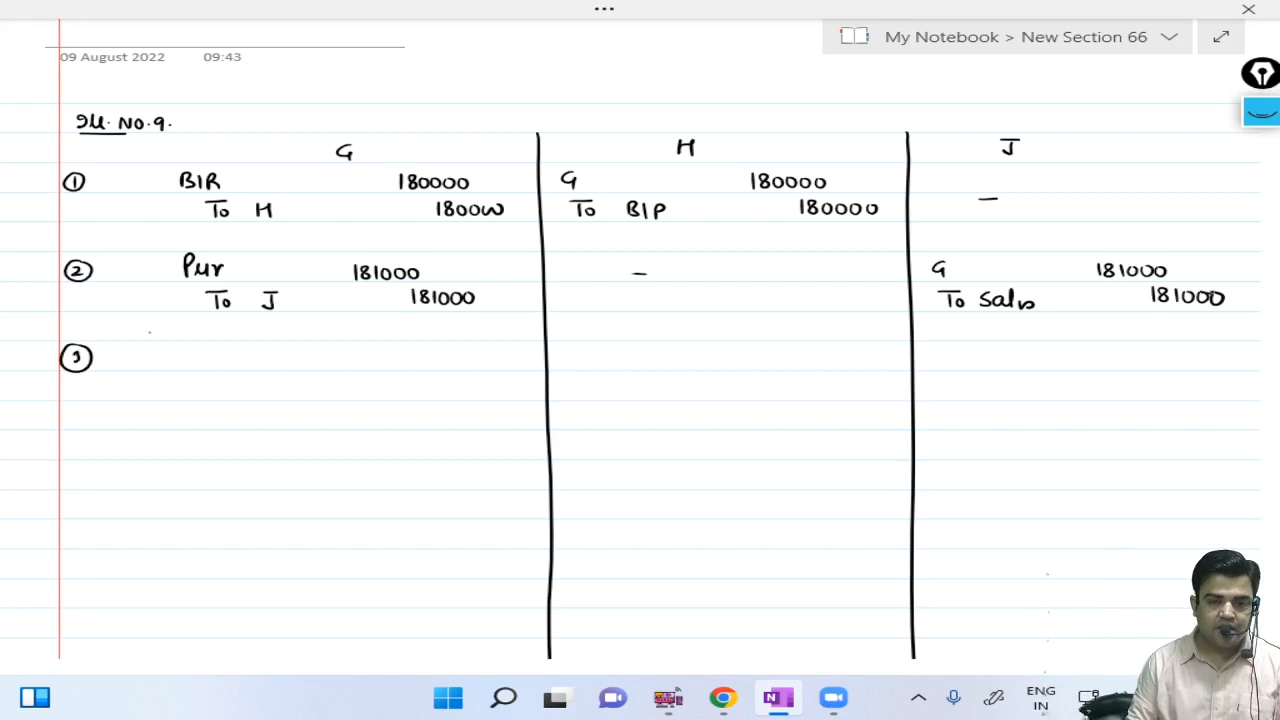 My Notebook > New Section 66
09 August 2022 09:43
Ill. No. 9.
G H J
① B/R 180000 G 180000 —
To H 180000 To B/P 180000
② Pur 181000 — G 181000
To J 181000 To Sales 181000
③
ENG
IN